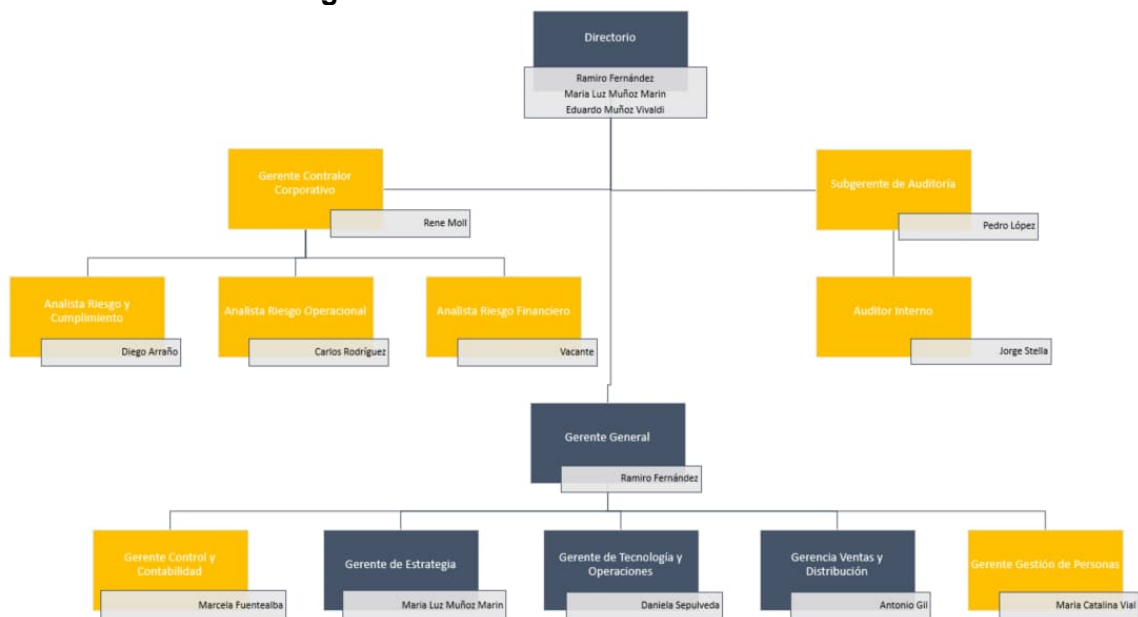 Directorio
Ramiro Fernández
Maria Luz Muñoz Marin
Eduardo Muñoz Vivaldi
Gerente Contralor
Corporativo
Rene Moll
Subgerente de Auditoría
Pedro López
Analista Riesgo y
Cumplimiento
Diego Arraño
Analista Riesgo Operacional
Carlos Rodríguez
Analista Riesgo Financiero
Vacante
Auditor Interno
Jorge Stella
Gerente General
Ramiro Fernández
Gerente Control y
Contabilidad
Marcela Fuentealba
Gerente de Estrategia
Maria Luz Muñoz Marin
Gerente de Tecnología y
Operaciones
Daniela Sepulveda
Gerencia Ventas y
Distribución
Antonio Gil
Gerente Gestión de Personas
Maria Catalina Vial